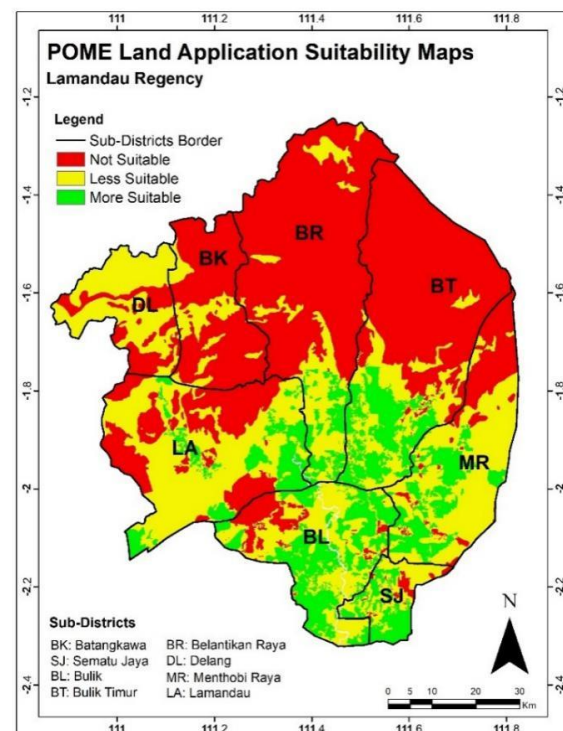 111 111.2 111.4 111.6 111.8
POME Land Application Suitability Maps
Lamandau Regency
Legend
Sub-Districts Border
Not Suitable
Less Suitable
More Suitable
-1.2 -1.2
-1.4 -1.4
-1.6 -1.6
-1.8 -1.8
-2 -2
-2.2 -2.2
-2.4 -2.4
BR
BK
BT
DL
LA
MR
BL
SJ
N
Sub-Districts
BK: Batangkawa BR: Belantikan Raya
SJ: Sematu Jaya DL: Delang
BL: Bulik MR: Menthobi Raya
BT: Bulik Timur LA: Lamandau
0 5 10 20 30
Km
111 111.2 111.4 111.6 111.8